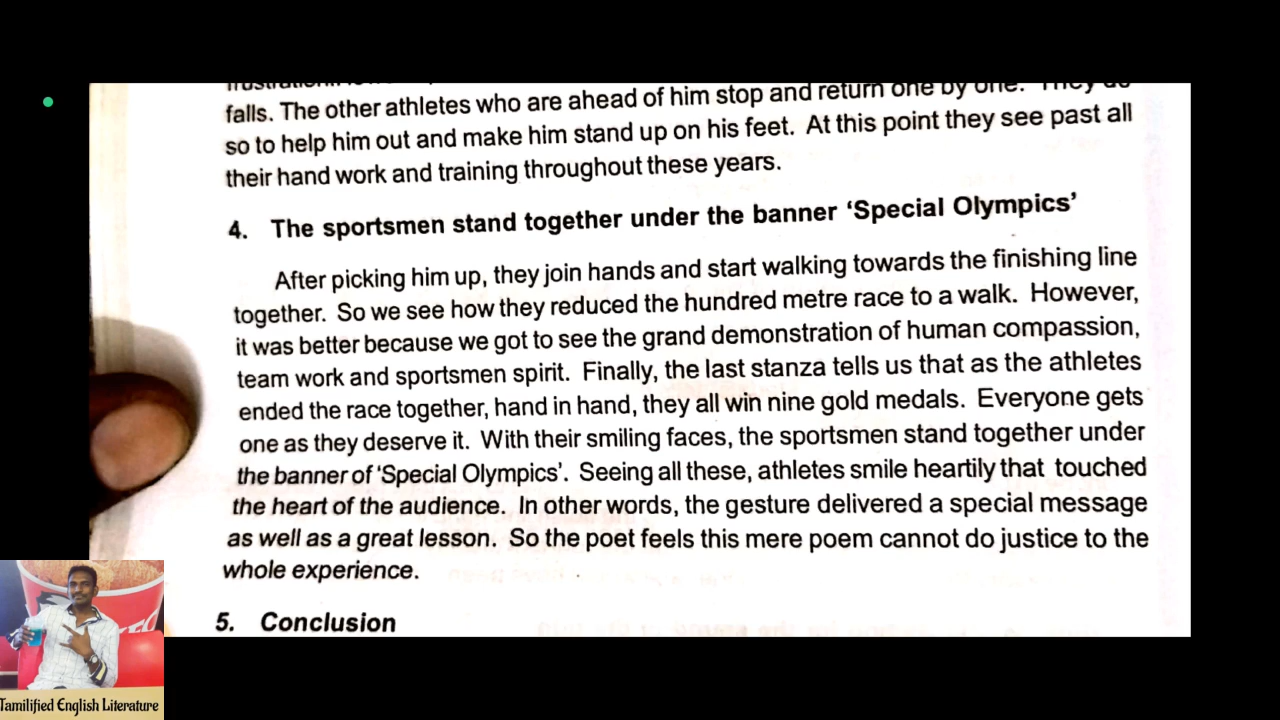 falls. The other athletes who are ahead of him stop and return one by one. They do
so to help him out and make him stand up on his feet. At this point they see past all
their hand work and training throughout these years.
4. The sportsmen stand together under the banner ‘Special Olympics’
After picking him up, they join hands and start walking towards the finishing line
together. So we see how they reduced the hundred metre race to a walk. However,
it was better because we got to see the grand demonstration of human compassion,
team work and sportsmen spirit. Finally, the last stanza tells us that as the athletes
ended the race together, hand in hand, they all win nine gold medals. Everyone gets
one as they deserve it. With their smiling faces, the sportsmen stand together under
the banner of ‘Special Olympics’. Seeing all these, athletes smile heartily that touched
the heart of the audience. In other words, the gesture delivered a special message
as well as a great lesson. So the poet feels this mere poem cannot do justice to the
whole experience.
5. Conclusion
Tamilified English Literature